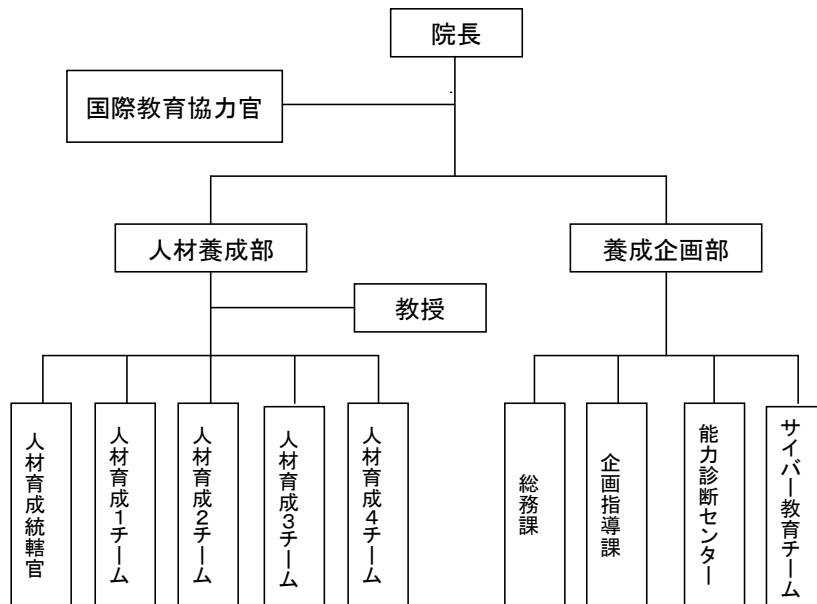 院長
国際教育協力官
人材養成部
養成企画部
教授
人材育成統轄官
人材育成1チーム
人材育成2チーム
人材育成3チーム
人材育成4チーム
総務課
企画指導課
能力診断センター
サイバー教育チーム